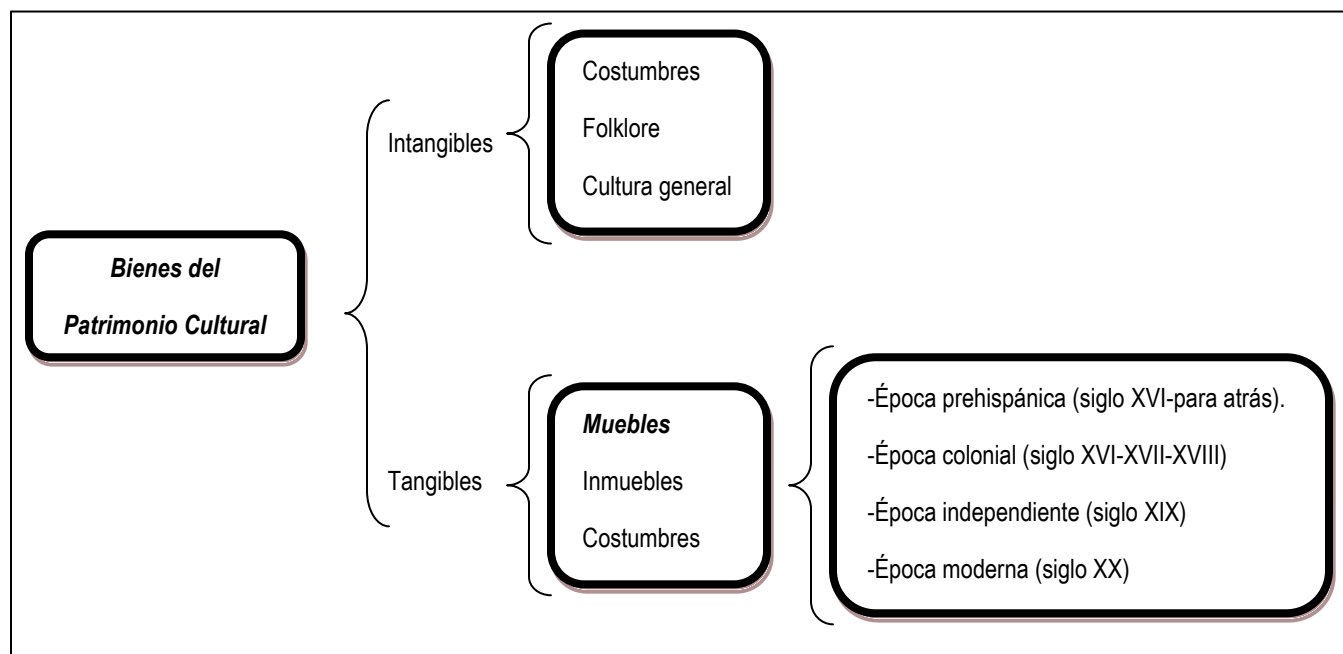 Bienes del
Patrimonio Cultural
Intangibles
Costumbres
Folklore
Cultura general
Tangibles
Muebles
Inmuebles
Costumbres
-Época prehispánica (siglo XVI-para atrás).
-Época colonial (siglo XVI-XVII-XVIII)
-Época independiente (siglo XIX)
-Época moderna (siglo XX)